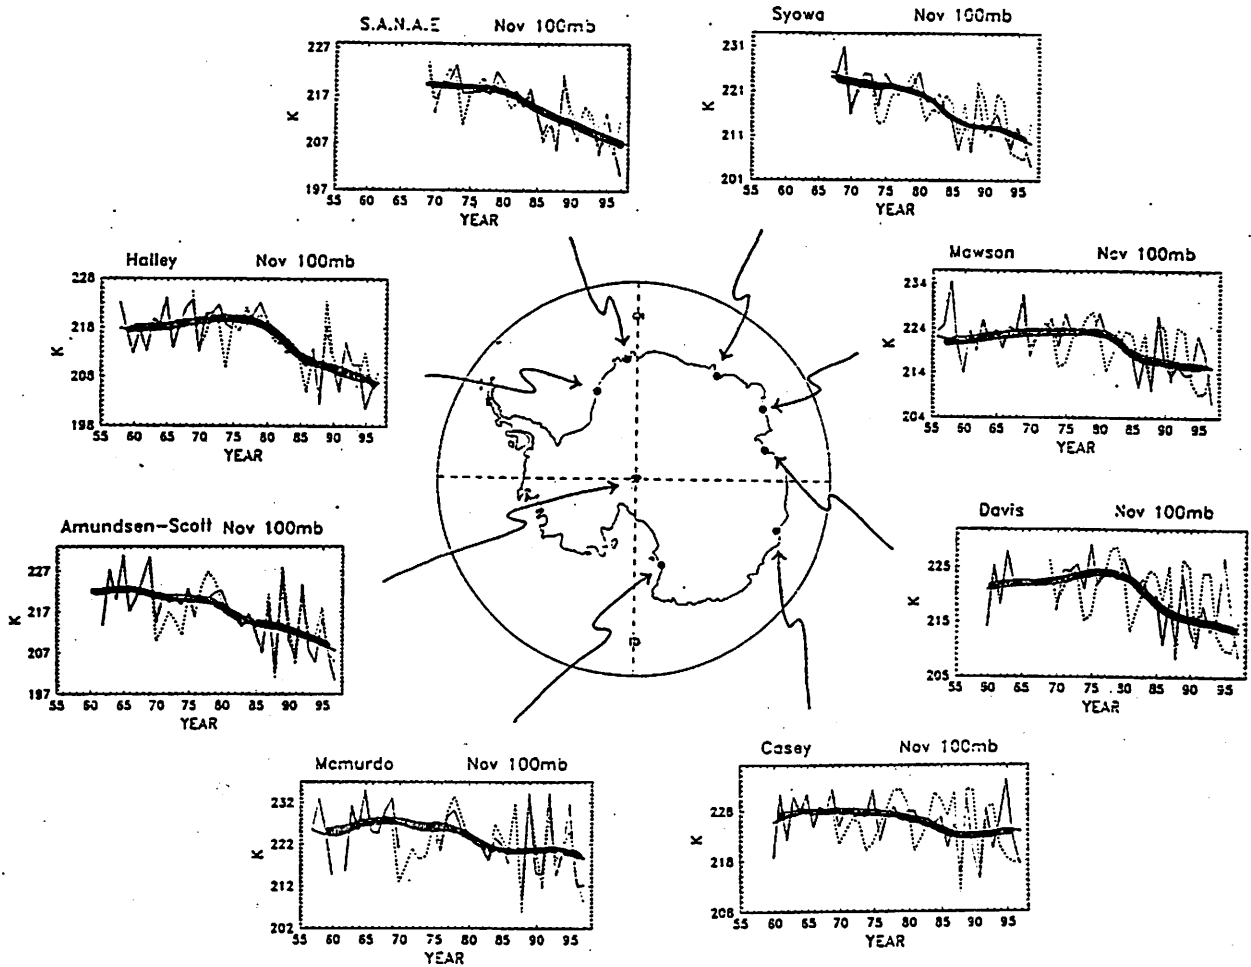 S.A.N.A.E Nov 100mb
227
217
207
197
K
55 60 65 70 75 80 85 90 95
YEAR
Syowa Nov 100mb
231
221
211
201
K
55 60 65 70 75 80 85 90 95
YEAR
Halley Nov 100mb
228
218
208
198
K
55 60 65 70 75 80 85 90 95
YEAR
Mawson Nov 100mb
234
224
214
204
K
55 60 65 70 75 80 85 90 95
YEAR
Amundsen-Scott Nov 100mb
227
217
207
197
K
55 60 65 70 75 80 85 90 95
YEAR
Davis Nov 100mb
225
215
205
K
55 60 65 70 75 80 85 90 95
YEAR
Mcmurdo Nov 100mb
232
222
212
202
K
55 60 65 70 75 80 85 90 95
YEAR
Casey Nov 100mb
228
218
208
K
55 60 65 70 75 80 85 90 95
YEAR